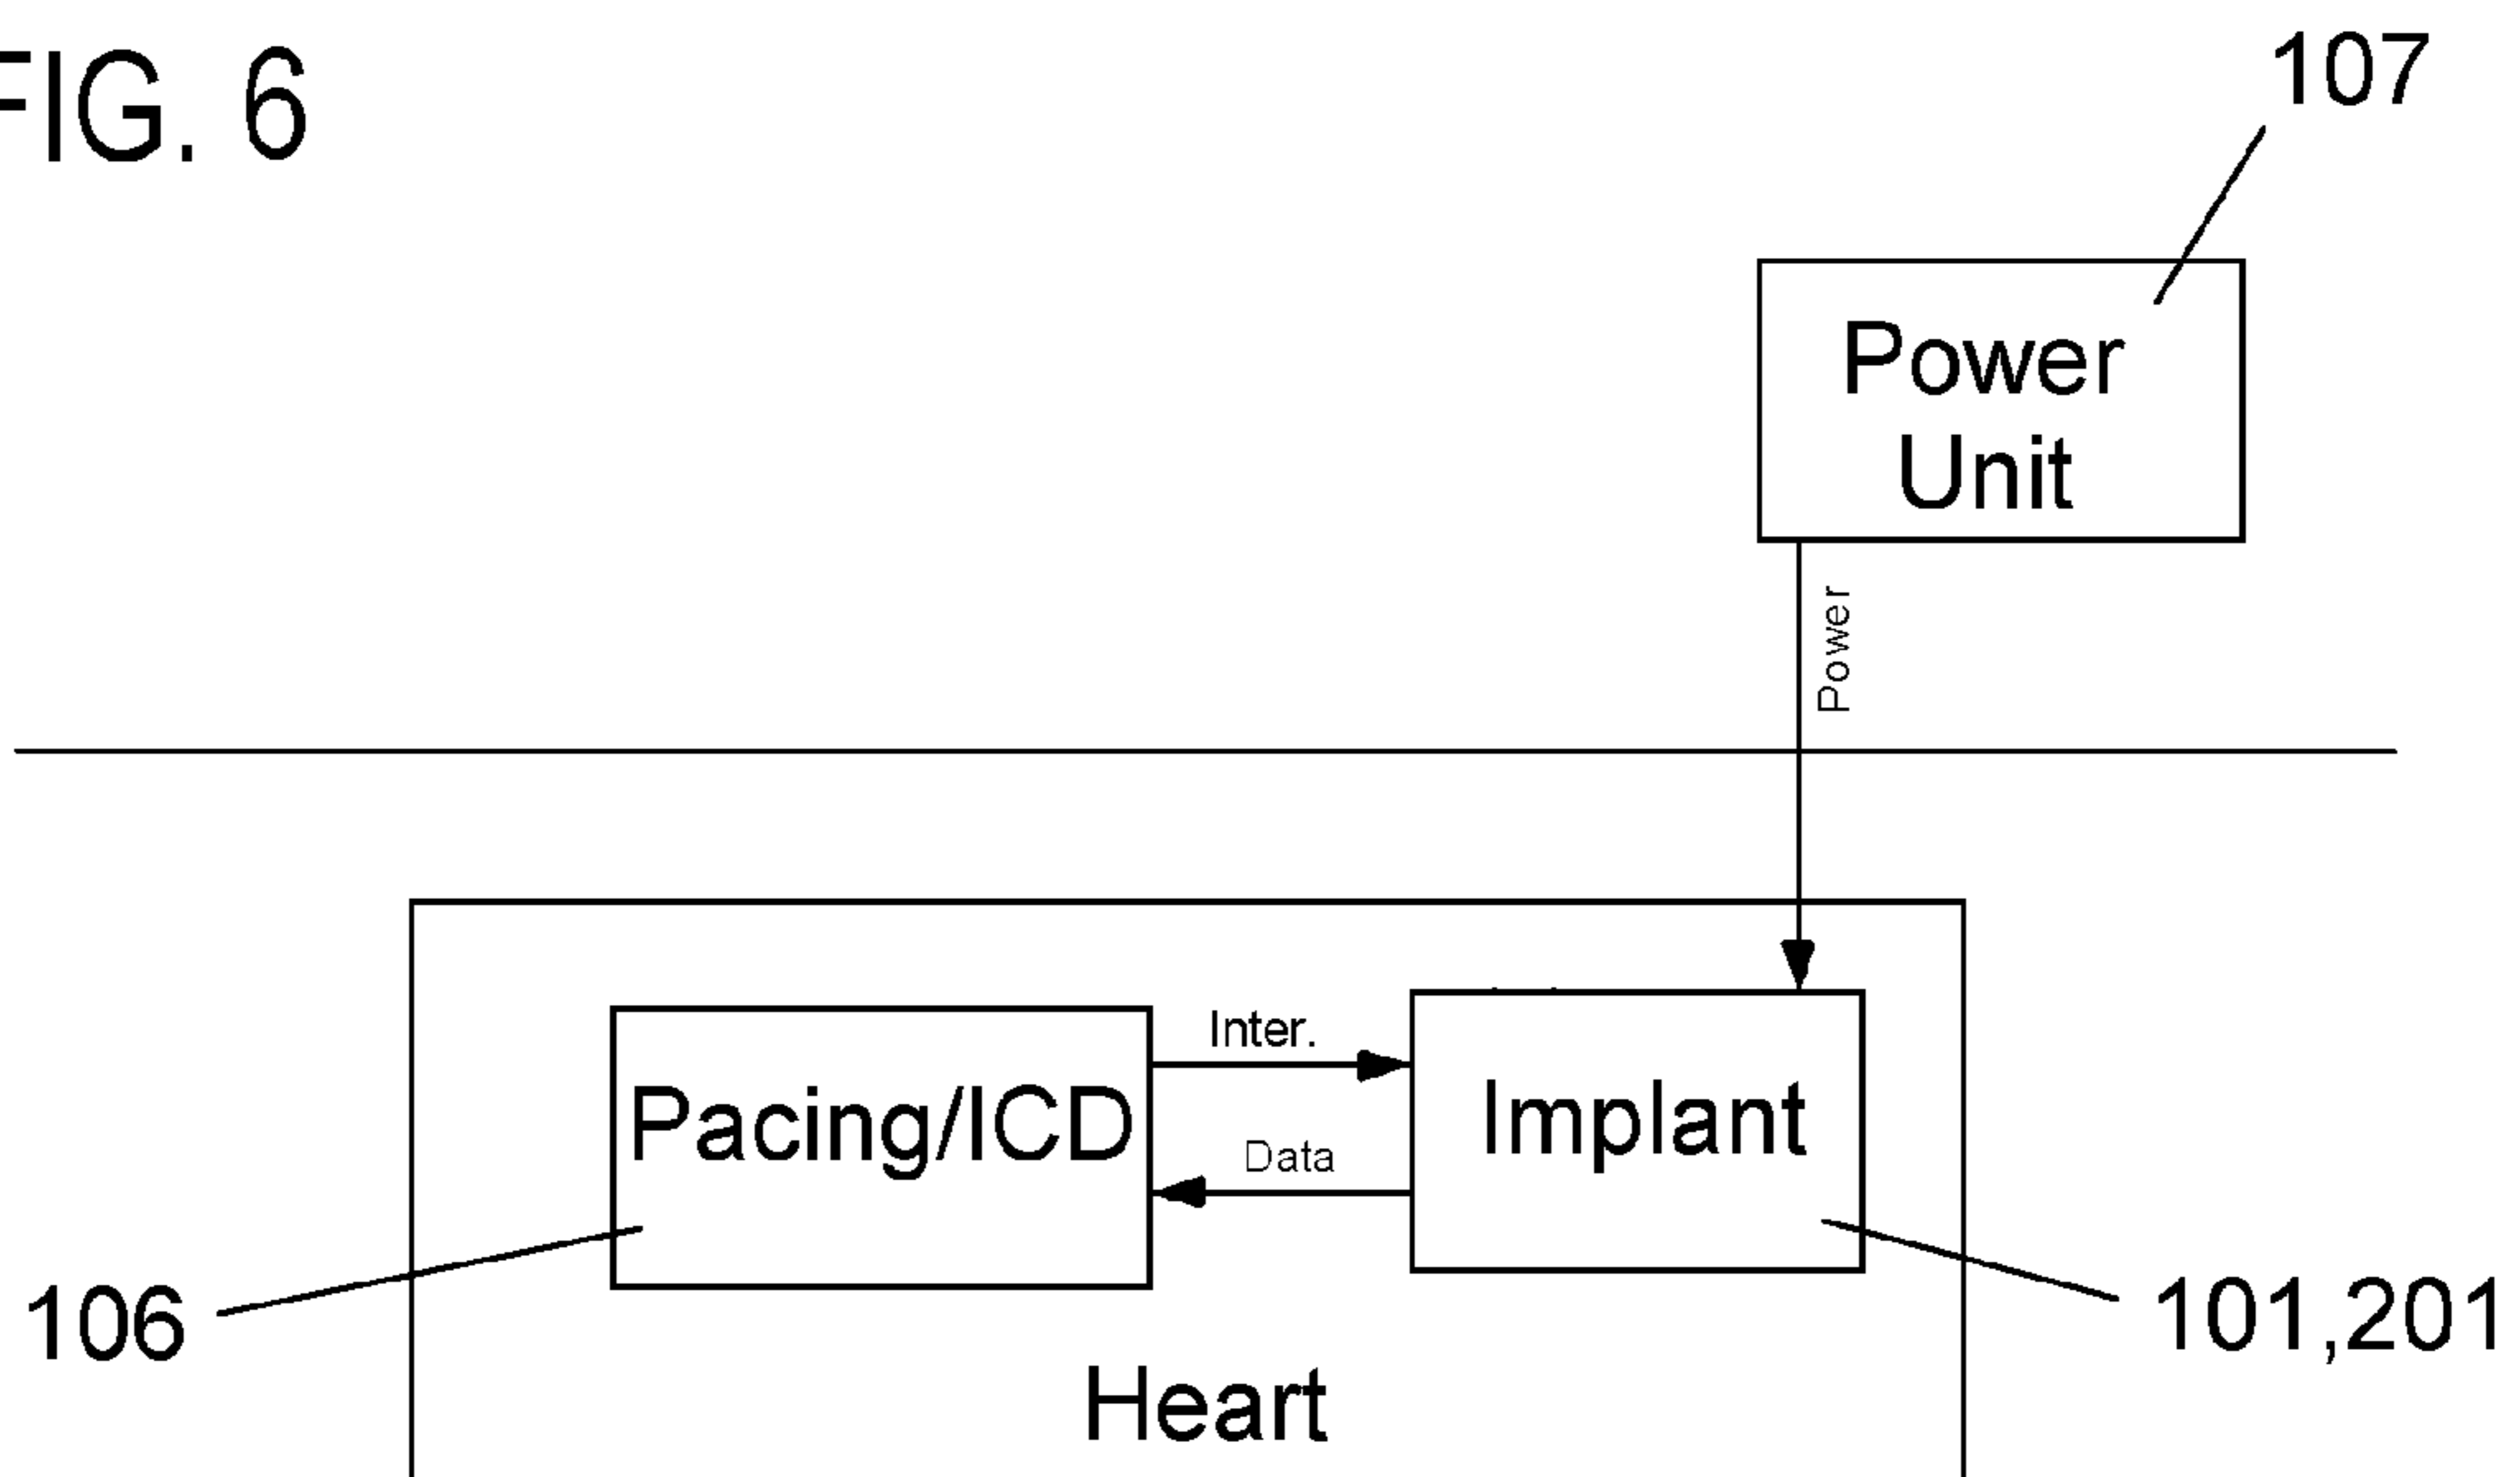 FIG. 6
107
Power
Unit
Power
Inter.
Pacing/ICD
Implant
Data
106
101,201
Heart